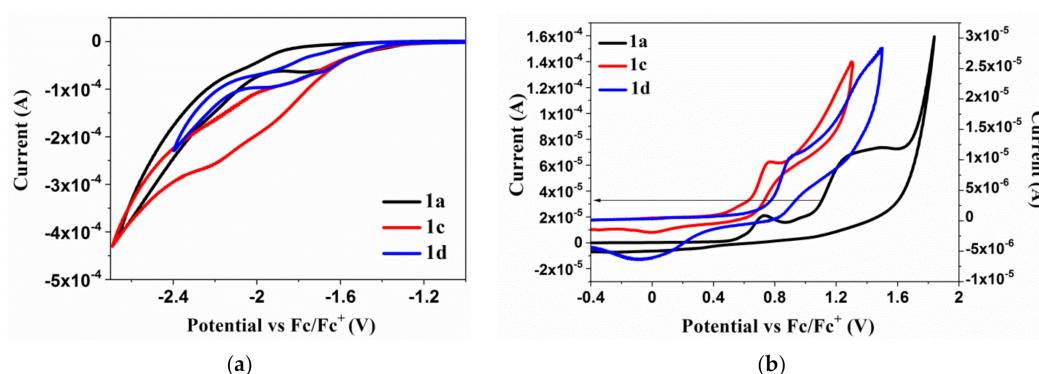 0
-1x10⁻⁴
-2x10⁻⁴
-3x10⁻⁴
-4x10⁻⁴
-5x10⁻⁴
Current (A)
1a
1c
1d
-2.4 -2 -1.6 -1.2
Potential vs Fc/Fc⁺ (V)
(a)
1.6x10⁻⁴
1.4x10⁻⁴
1.2x10⁻⁴
1x10⁻⁴
8x10⁻⁵
6x10⁻⁵
4x10⁻⁵
2x10⁻⁵
0
-2x10⁻⁵
Current (A)
1a
1c
1d
3x10⁻⁵
2.5x10⁻⁵
2x10⁻⁵
1.5x10⁻⁵
1x10⁻⁵
5x10⁻⁶
0
-5x10⁻⁶
-1x10⁻⁵
Current (A)
-0.4 0 0.4 0.8 1.2 1.6 2
Potential vs Fc/Fc⁺ (V)
(b)